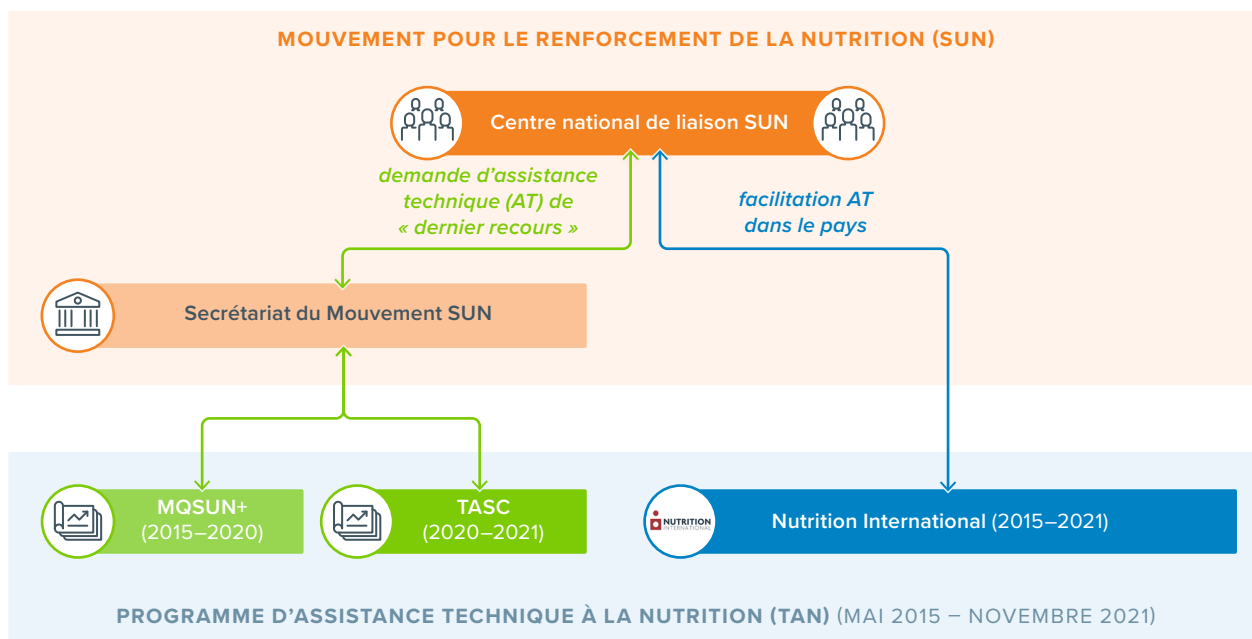 MOUVEMENT POUR LE RENFORCEMENT DE LA NUTRITION (SUN)
Centre national de liaison SUN
demande d’assistance
technique (AT) de
« dernier recours »
facilitation AT
dans le pays
Secrétariat du Mouvement SUN
MQSUN+
(2015–2020)
TASC
(2020–2021)
NUTRITION
INTERNATIONAL
Nutrition International (2015–2021)
PROGRAMME D’ASSISTANCE TECHNIQUE À LA NUTRITION (TAN) (MAI 2015 – NOVEMBRE 2021)